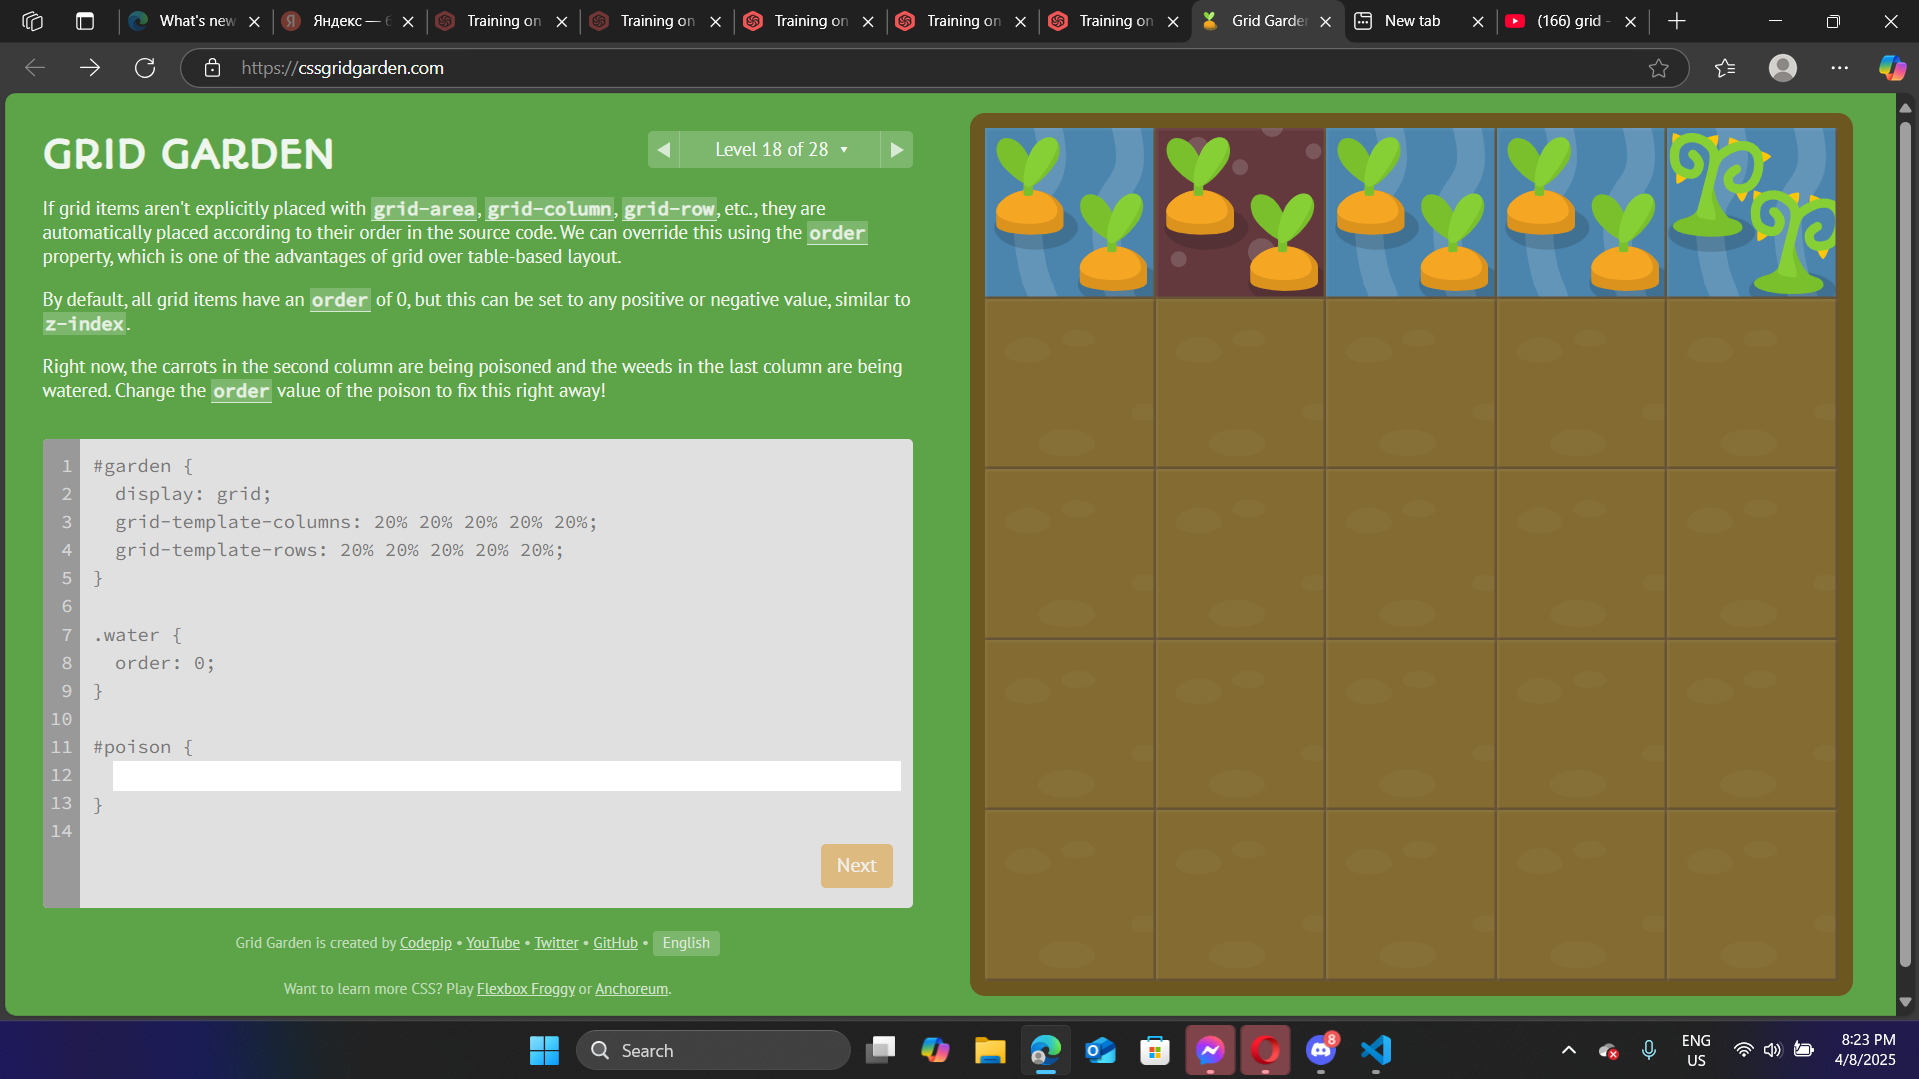 What's new
Яндекс —
Training on
Training on
Training on
Training on
Training on
Grid Garden
New tab
(166) grid -
https://cssgridgarden.com
GRID GARDEN
Level 18 of 28
If grid items aren't explicitly placed with grid-area, grid-column, grid-row, etc., they are
automatically placed according to their order in the source code. We can override this using the order
property, which is one of the advantages of grid over table-based layout.
By default, all grid items have an order of 0, but this can be set to any positive or negative value, similar to
z-index.
Right now, the carrots in the second column are being poisoned and the weeds in the last column are being
watered. Change the order value of the poison to fix this right away!
1 #garden {
2 display: grid;
3 grid-template-columns: 20% 20% 20% 20% 20%;
4 grid-template-rows: 20% 20% 20% 20% 20%;
5 }
6
7 .water {
8 order: 0;
9 }
10
11 #poison {
12
13 }
14
Next
Grid Garden is created by Codepip • YouTube • Twitter • GitHub • English
Want to learn more CSS? Play Flexbox Froggy or Anchoreum.
Search
8
ENG
US
8:23 PM
4/8/2025